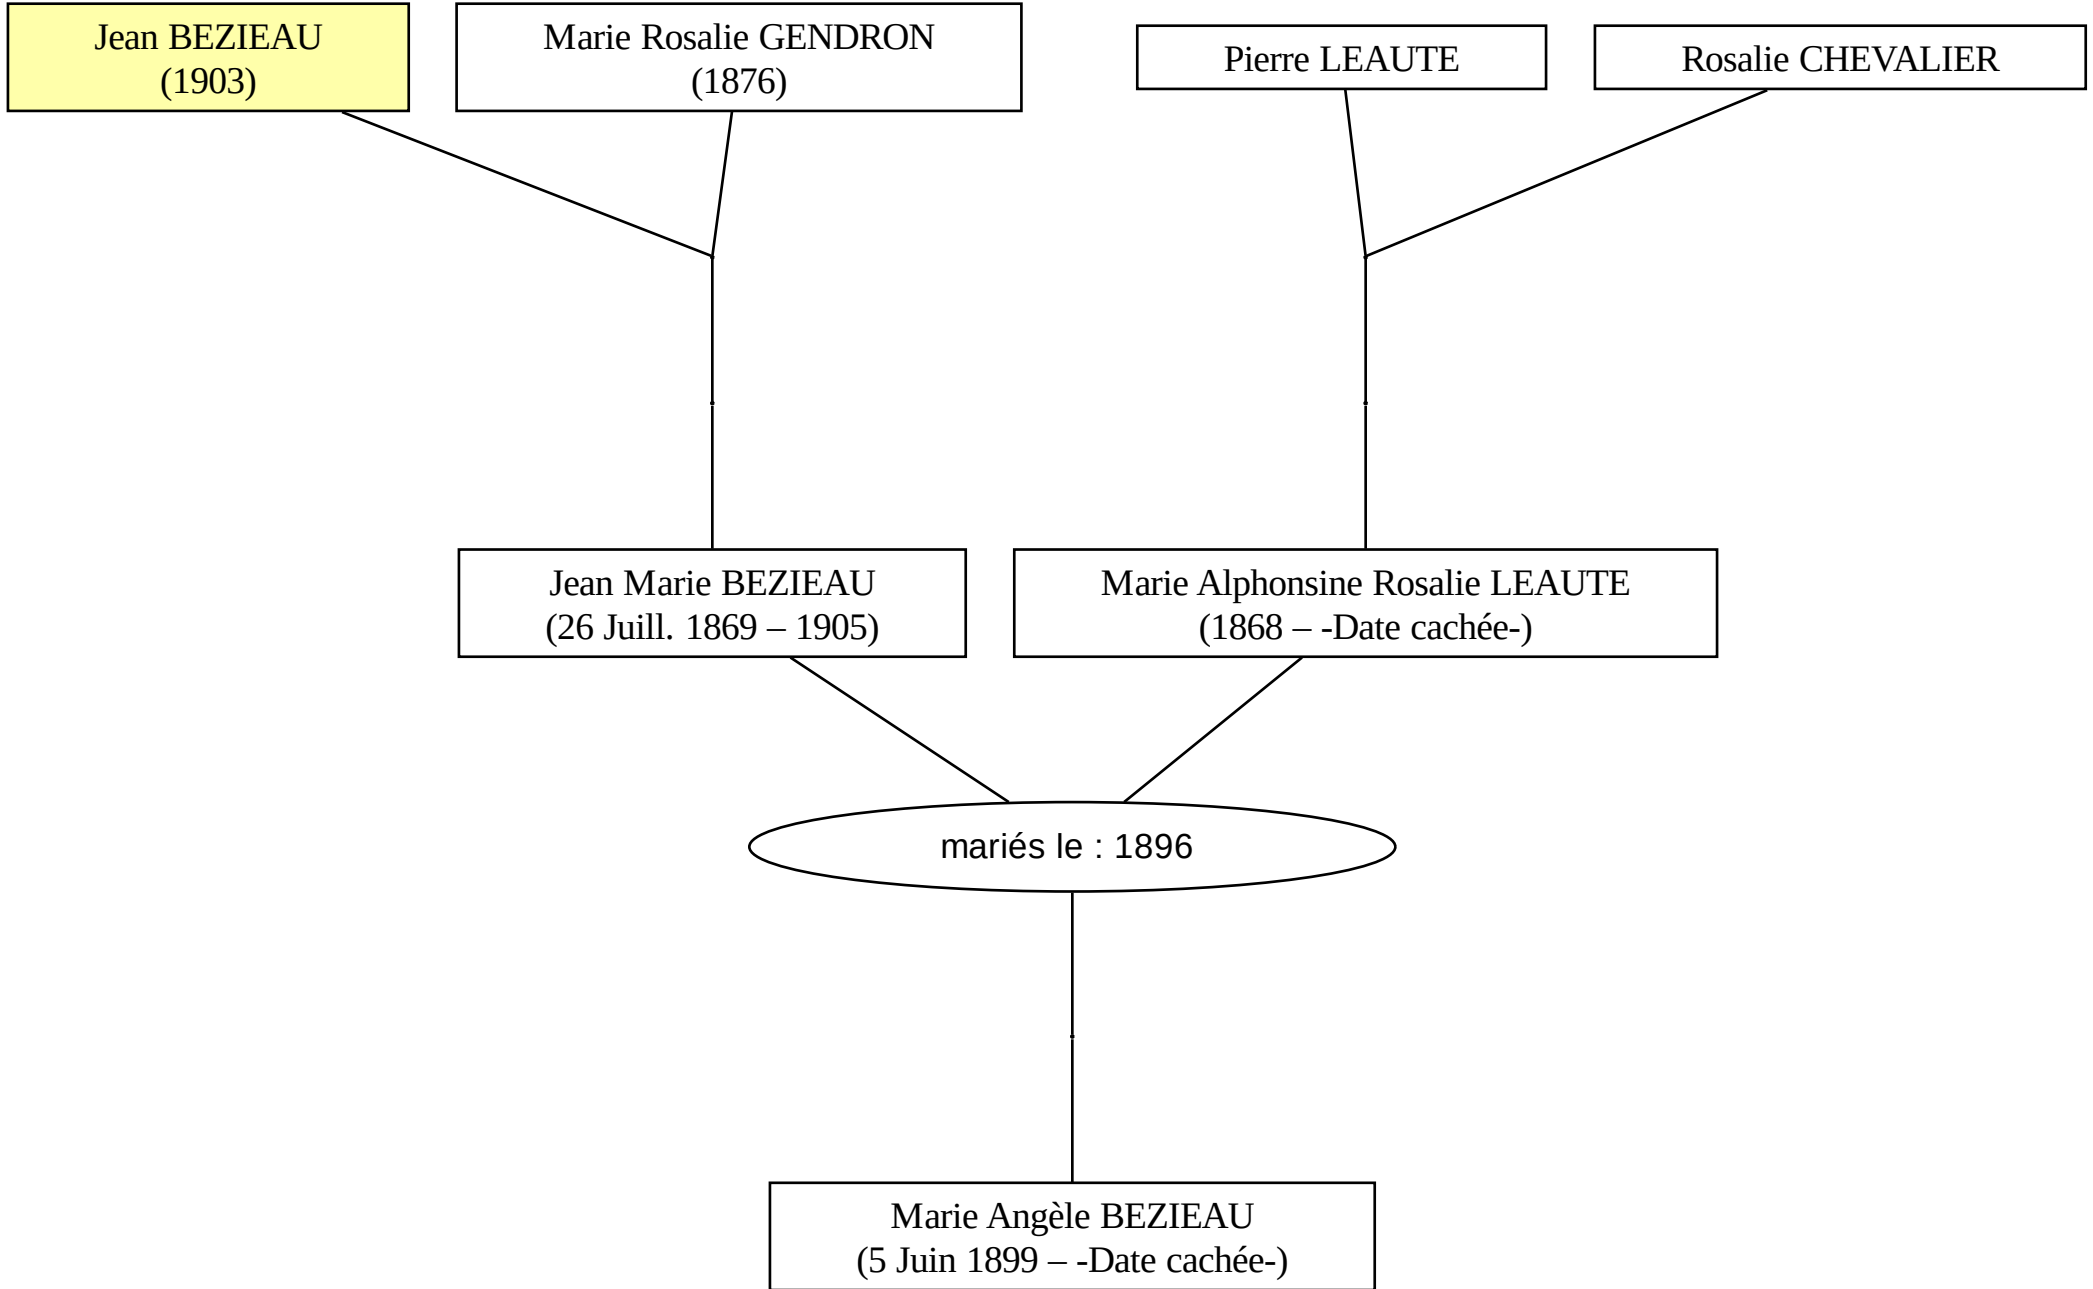 Jean BEZIEAU
(1903)
Marie Rosalie GENDRON
(1876)
Pierre LEAUTE
Rosalie CHEVALIER
Jean Marie BEZIEAU
(26 Juill. 1869 – 1905)
Marie Alphonsine Rosalie LEAUTE
(1868 – -Date cachée-)
mariés le : 1896
Marie Angèle BEZIEAU
(5 Juin 1899 – -Date cachée-)